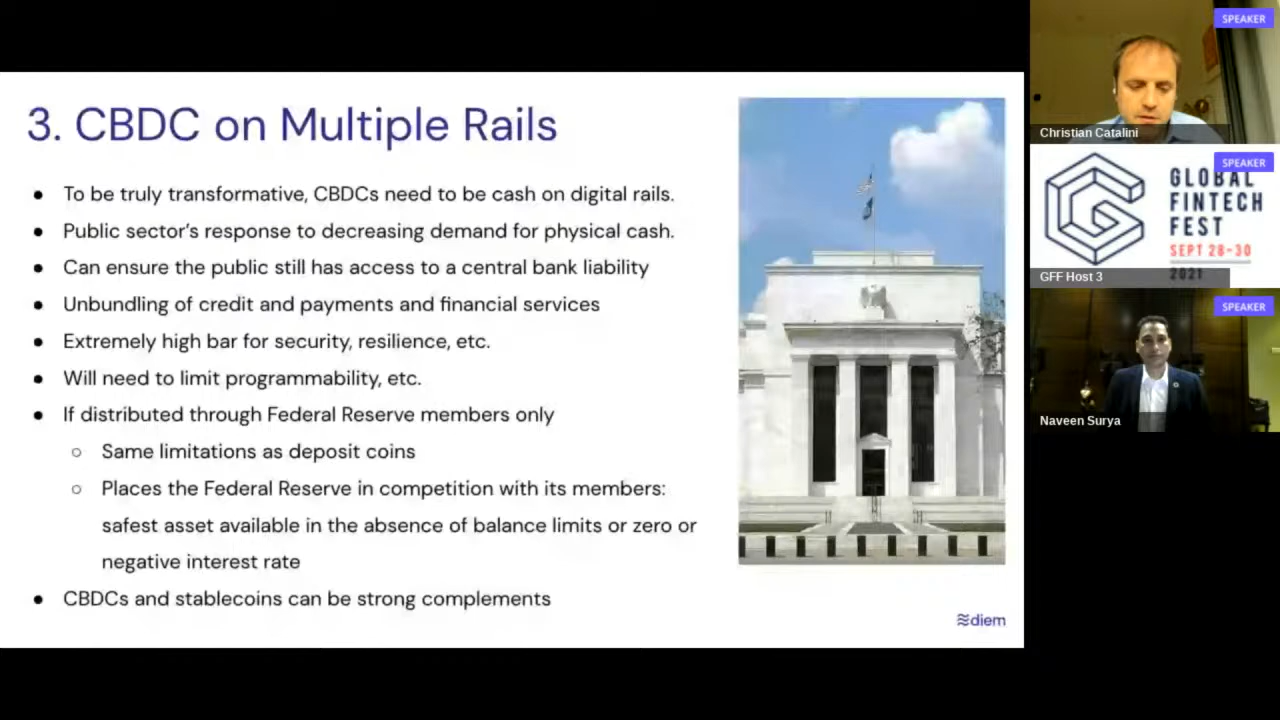 3. CBDC on Multiple Rails
● To be truly transformative, CBDCs need to be cash on digital rails.
● Public sector's response to decreasing demand for physical cash.
● Can ensure the public still has access to a central bank liability
● Unbundling of credit and payments and financial services
● Extremely high bar for security, resilience, etc.
● Will need to limit programmability, etc.
● If distributed through Federal Reserve members only
○ Same limitations as deposit coins
○ Places the Federal Reserve in competition with its members:
safest asset available in the absence of balance limits or zero or
negative interest rate
● CBDCs and stablecoins can be strong complements
diem
SPEAKER
Christian Catalini
SPEAKER
GLOBAL
FINTECH
FEST
SEPT 28-30
2021
GFF Host 3
SPEAKER
Naveen Surya